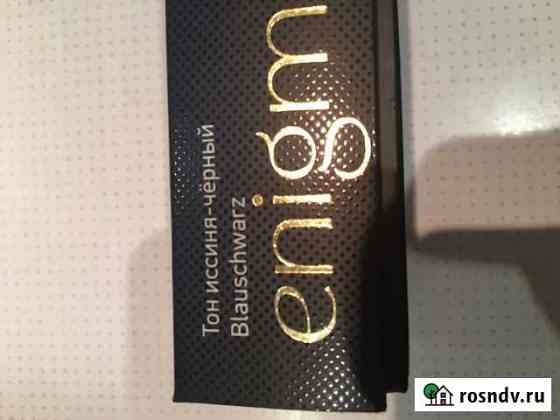 Тон иссиня-чёрный
Blauschwarz
enigm
rosndv.ru